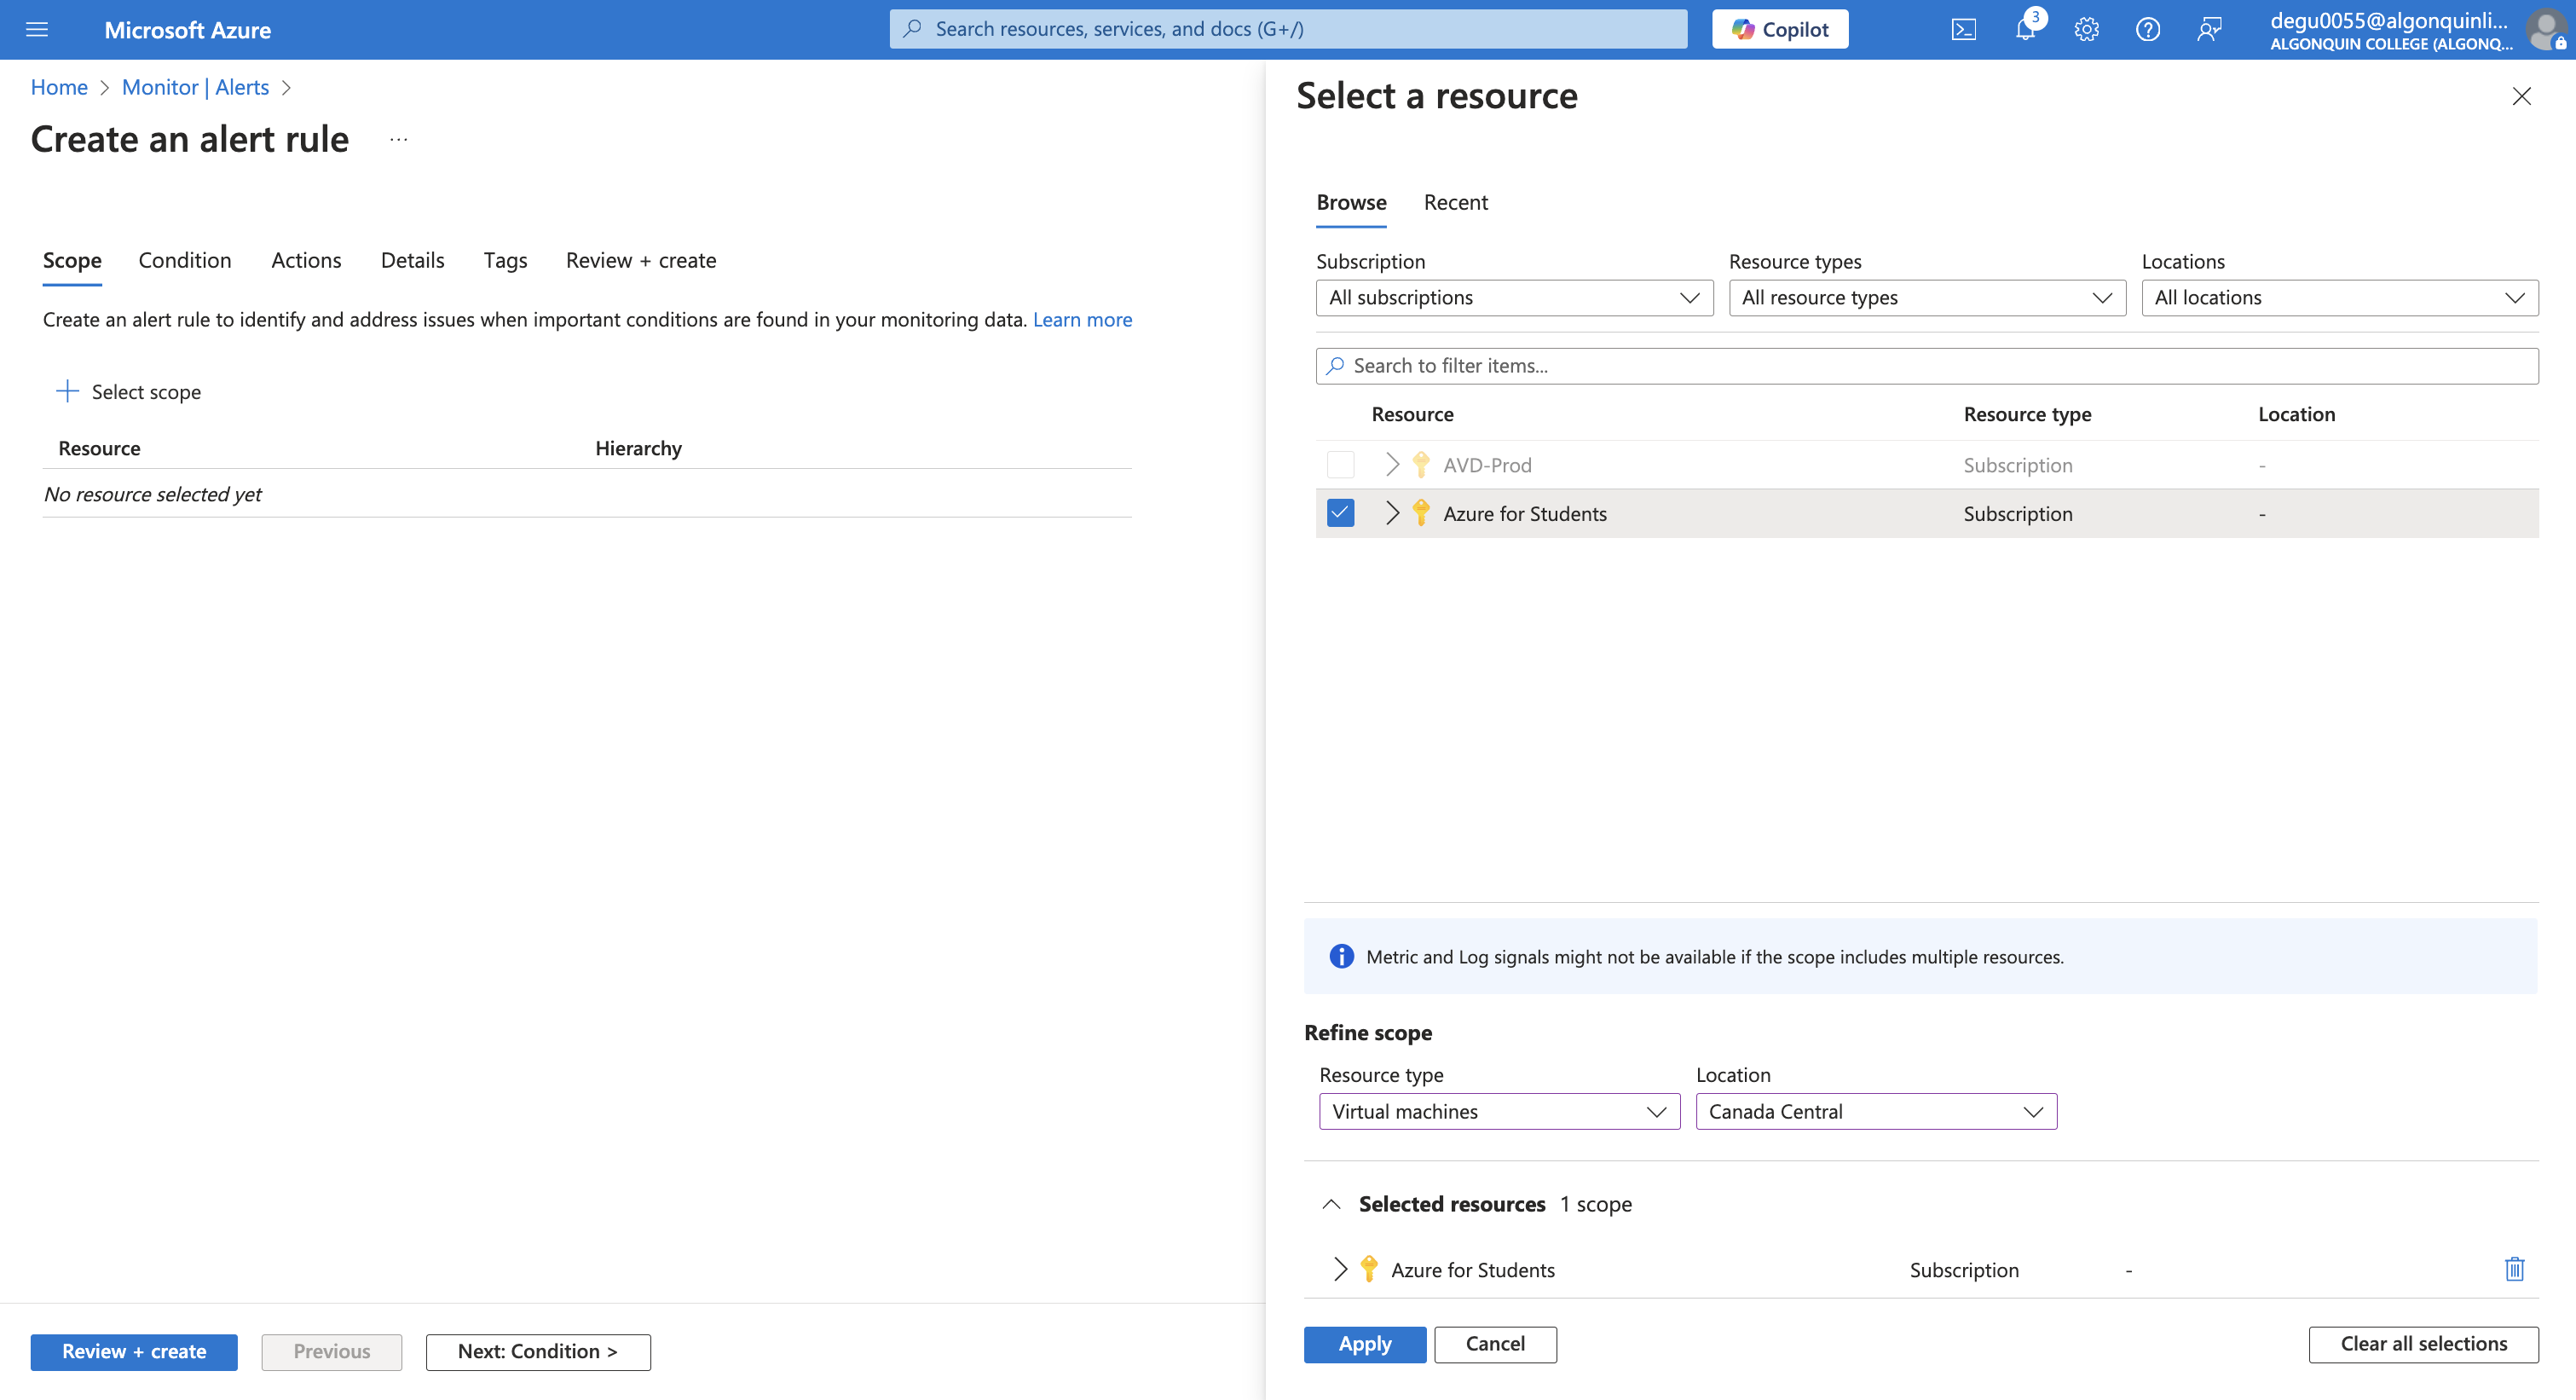 Microsoft Azure
Search resources, services, and docs (G+/)
Copilot
3
degu0055@algonquinli...
ALGONQUIN COLLEGE (ALGONQ...
Home > Monitor | Alerts >
Create an alert rule ...
Scope Condition Actions Details Tags Review + create
Create an alert rule to identify and address issues when important conditions are found in your monitoring data. Learn more
+ Select scope
Resource Hierarchy
No resource selected yet
Review + create Previous Next: Condition >
Select a resource
Browse Recent
Subscription Resource types Locations
All subscriptions All resource types All locations
Search to filter items...
Resource Resource type Location
AVD-Prod Subscription -
Azure for Students Subscription -
Metric and Log signals might not be available if the scope includes multiple resources.
Refine scope
Resource type Location
Virtual machines Canada Central
Selected resources 1 scope
Azure for Students Subscription -
Apply Cancel Clear all selections